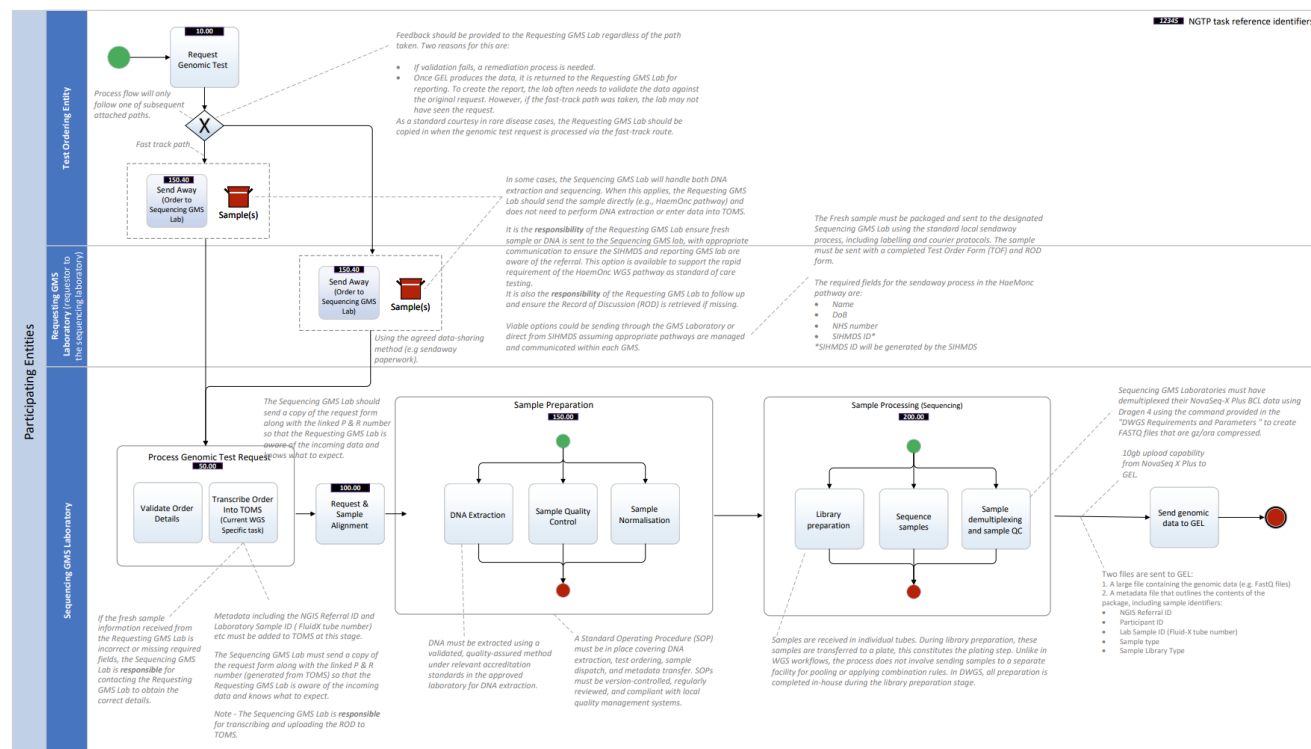 12345 NGTP task reference identifiers
Participating Entities
Test Ordering Entity
10.00
Request
Genomic Test
Process flow will only
follow one of subsequent
attached paths.
X
Fast track path
Feedback should be provided to the Requesting GMS Lab regardless of the path
taken. Two reasons for this are:
• If validation fails, a remediation process is needed.
• Once GEL produces the data, it is returned to the Requesting GMS Lab for
reporting. To create the report, the lab often needs to validate the data against
the original request. However, if the fast-track path was taken, the lab may not
have seen the request.
As a standard courtesy in rare disease cases, the Requesting GMS Lab should be
copied in when the genomic test request is processed via the fast-track route.
150.40
Send Away
(Order to
Sequencing GMS
Lab)
Sample(s)
In some cases, the Sequencing GMS Lab will handle both DNA
extraction and sequencing. When this applies, the Requesting GMS
Lab should send the sample directly (e.g., HaemOnc pathway) and
does not need to perform DNA extraction or enter data into TOMS.
It is the responsibility of the Requesting GMS Lab ensure fresh
sample or DNA is sent to the Sequencing GMS lab, with appropriate
communication to ensure the SIHMDS and reporting GMS lab are
aware of the referral. This option is available to support the rapid
requirement of the HaemOnc WGS pathway as standard of care
testing.
It is also the responsibility of the Requesting GMS Lab to follow up
and ensure the Record of Discussion (ROD) is retrieved if missing.
Viable options could be sending through the GMS Laboratory or
direct from SIHMDS assuming appropriate pathways are managed
and communicated within each GMS.
The Fresh sample must be packaged and sent to the designated
Sequencing GMS Lab using the standard local sendaway
process, including labelling and courier protocols. The sample
must be sent with a completed Test Order Form (TOF) and ROD
form.
The required fields for the sendaway process in the HaeMonc
pathway are:
• Name
• DoB
• NHS number
• SIHMDS ID*
*SIHMDS ID will be generated by the SIHMDS
Requesting GMS
Laboratory (requestor to
the sequencing laboratory)
150.40
Send Away
(Order to
Sequencing GMS
Lab)
Sample(s)
Using the agreed data-sharing
method (e.g sendaway
paperwork).
Sequencing GMS Laboratory
The Sequencing GMS Lab should
send a copy of the request form
along with the linked P & R number
so that the Requesting GMS Lab is
aware of the incoming data and
knows what to expect.
Process Genomic Test Request
50.00
Validate Order
Details
Transcribe Order
Into TOMS
(Current WGS
Specific task)
100.00
Request &
Sample
Alignment
Sample Preparation
150.00
DNA Extraction
Sample Quality
Control
Sample
Normalisation
Sample Processing (Sequencing)
200.00
Library
preparation
Sequence
samples
Sample
demultiplexing
and sample QC
Sequencing GMS Laboratories must have
demultiplexed their NovaSeq-X Plus BCL data using
Dragen 4 using the command provided in the
"DWGS Requirements and Parameters " to create
FASTQ files that are gz/ora compressed.
10gb upload capability
from NovaSeq X Plus to
GEL.
Send genomic
data to GEL
If the fresh sample
information received from
the Requesting GMS Lab is
incorrect or missing required
fields, the Sequencing GMS
Lab is responsible for
contacting the Requesting
GMS Lab to obtain the
correct details.
Metadata including the NGIS Referral ID and
Laboratory Sample ID ( FluidX tube number)
etc must be added to TOMS at this stage.
The Sequencing GMS Lab must send a copy of
the request form along with the linked P & R
number (generated from TOMS) so that the
Requesting GMS Lab is aware of the incoming
data and knows what to expect.
Note - The Sequencing GMS Lab is responsible
for transcribing and uploading the ROD to
TOMS.
DNA must be extracted using a
validated, quality-assured method
under relevant accreditation
standards in the approved
laboratory for DNA extraction.
A Standard Operating Procedure (SOP)
must be in place covering DNA
extraction, test ordering, sample
dispatch, and metadata transfer. SOPs
must be version-controlled, regularly
reviewed, and compliant with local
quality management systems.
Samples are received in individual tubes. During library preparation, these
samples are transferred to a plate, this constitutes the plating step. Unlike in
WGS workflows, the process does not involve sending samples to a separate
facility for pooling or applying combination rules. In DWGS, all preparation is
completed in-house during the library preparation stage.
Two files are sent to GEL:
1. A large file containing the genomic data (e.g. FastQ files)
2. A metadata file that outlines the contents of the
package, including sample identifiers:
• NGIS Referral ID
• Participant ID
• Lab Sample ID (Fluid-X tube number)
• Sample type
• Sample Library Type